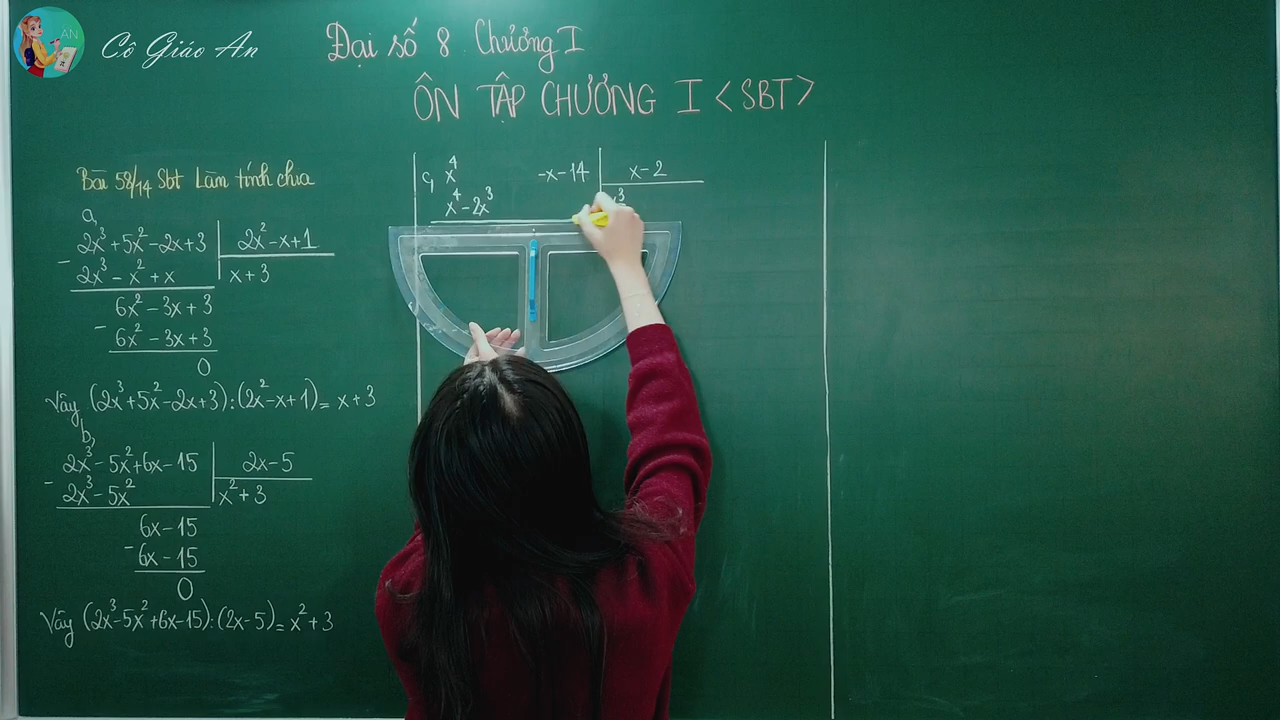 AN
Cô Giáo An
Đại số 8 Chương I
ÔN TẬP CHƯƠNG I <SBT>
Bài 58/14 Sbt Làm tính chia
a,
2x³+5x²-2x+3 | 2x²-x+1
- 2x³-x²+x | x+3
6x²-3x+3
- 6x²-3x+3
0
Vậy (2x³+5x²-2x+3):(2x²-x+1)= x+3
b,
2x³-5x²+6x-15 | 2x-5
- 2x³-5x² | x²+3
6x-15
- 6x-15
0
Vậy (2x³-5x²+6x-15):(2x-5)= x²+3
c, x⁴ -x-14 | x-2
x⁴-2x³